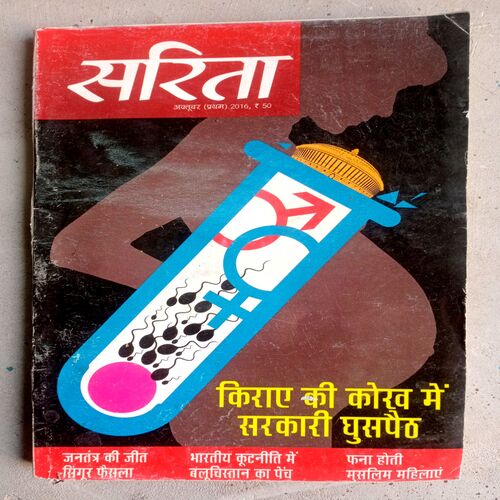 सरिता
अक्तूबर (प्रथम) 2016, ₹ 50
किराए की कोख में
सरकारी घुसपैठ
जनतंत्र की जीत
सिंगूर फैसला
भारतीय कूटनीति में
बलूचिस्तान का पेंच
फना होती
मुसलिम महिलाएं